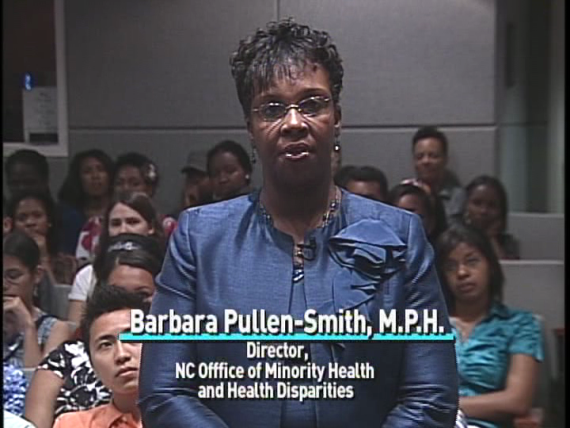 Barbara Pullen-Smith, M.P.H.
Director,
NC Offfice of Minority Health
and Health Disparities